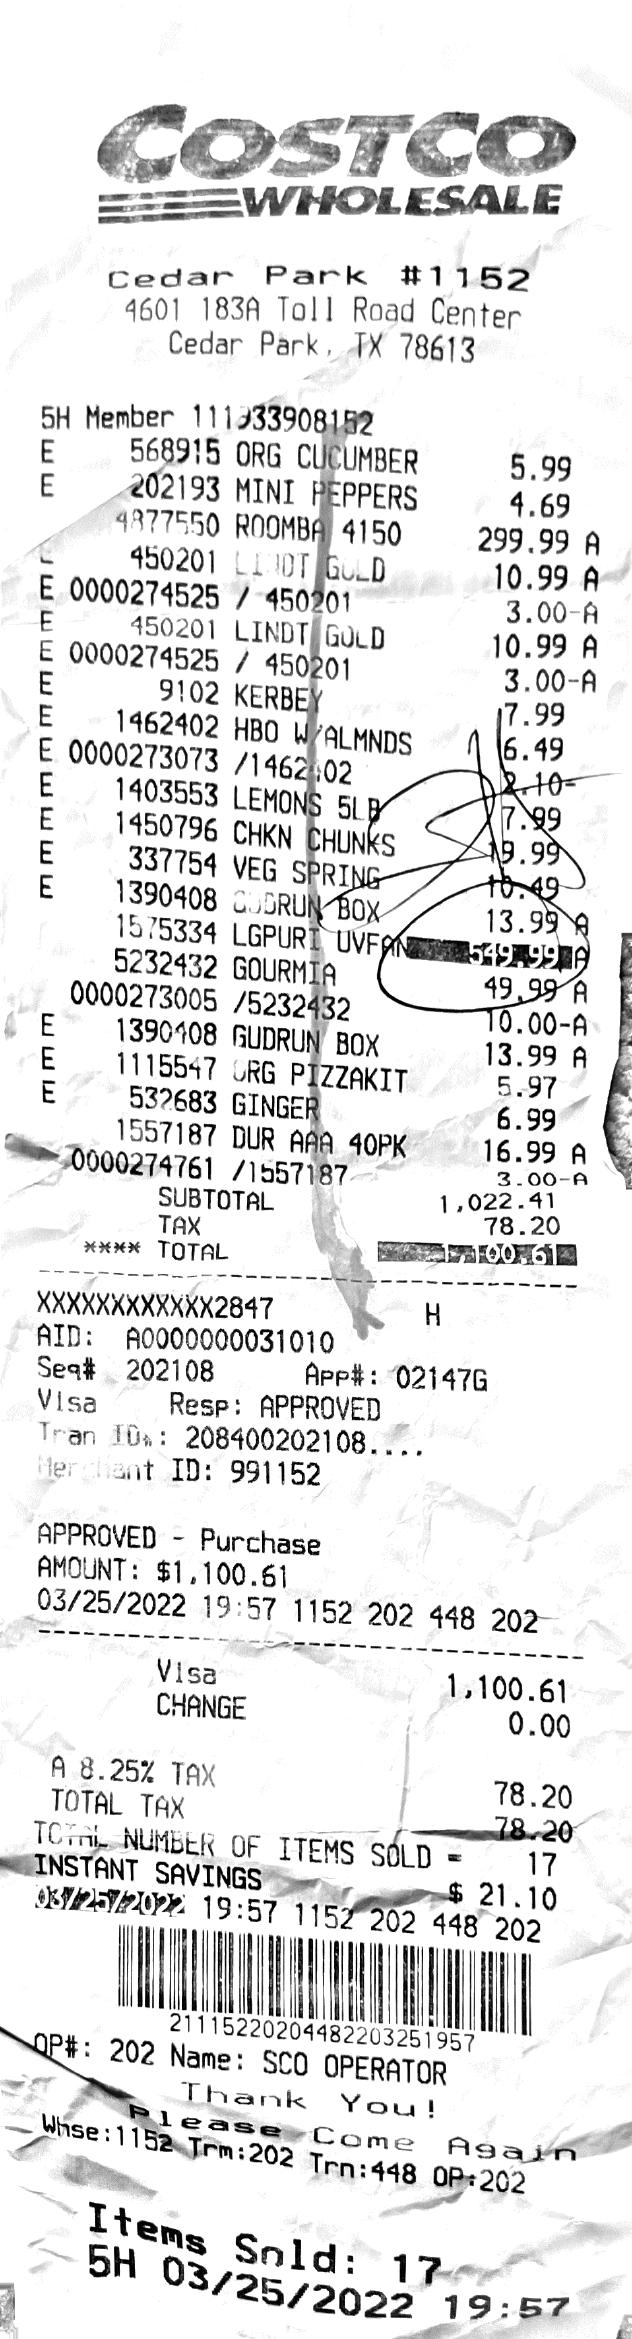 COSTCO
WHOLESALE
Cedar Park #1152
4601 183A Toll Road Center
Cedar Park, TX 78613
5H Member 111933908152
E 568915 ORG CUCUMBER 5.99
E 202193 MINI PEPPERS 4.69
4877550 ROOMBA 4150 299.99 A
E 450201 LINDT GOLD 10.99 A
E 0000274525 / 450201 3.00-A
E 450201 LINDT GOLD 10.99 A
E 0000274525 / 450201 3.00-A
E 9102 KERBEY 7.99
E 1462402 HBO W/ALMNDS 6.49
E 0000273073 /1462402 2.10-
E 1403553 LEMONS 5LB 7.99
E 1450796 CHKN CHUNKS 19.99
E 337754 VEG SPRING 10.49
E 1390408 GUDRUN BOX 13.99 A
1575334 LGPURI UVFAN 549.99 A
5232432 GOURMIA 49.99 A
0000273005 /5232432 10.00-A
E 1390408 GUDRUN BOX 13.99 A
E 1115547 ORG PIZZAKIT 5.97
E 532683 GINGER 6.99
1557187 DUR AAA 40PK 16.99 A
0000274761 /1557187 3.00-A
SUBTOTAL 1,022.41
TAX 78.20
**** TOTAL 1,100.61
XXXXXXXXXXXX2847 H
AID: A0000000031010
Seq# 202108 App#: 02147G
Visa Resp: APPROVED
Tran ID#: 208400202108....
Merchant ID: 991152
APPROVED - Purchase
AMOUNT: $1,100.61
03/25/2022 19:57 1152 202 448 202
Visa 1,100.61
CHANGE 0.00
A 8.25% TAX 78.20
TOTAL TAX 78.20
TOTAL NUMBER OF ITEMS SOLD = 17
INSTANT SAVINGS $ 21.10
03/25/2022 19:57 1152 202 448 202
21115220204482203251957
OP#: 202 Name: SCO OPERATOR
Thank You!
Please Come Again
Whse:1152 Trm:202 Trn:448 OP:202
Items Sold: 17
5H 03/25/2022 19:57